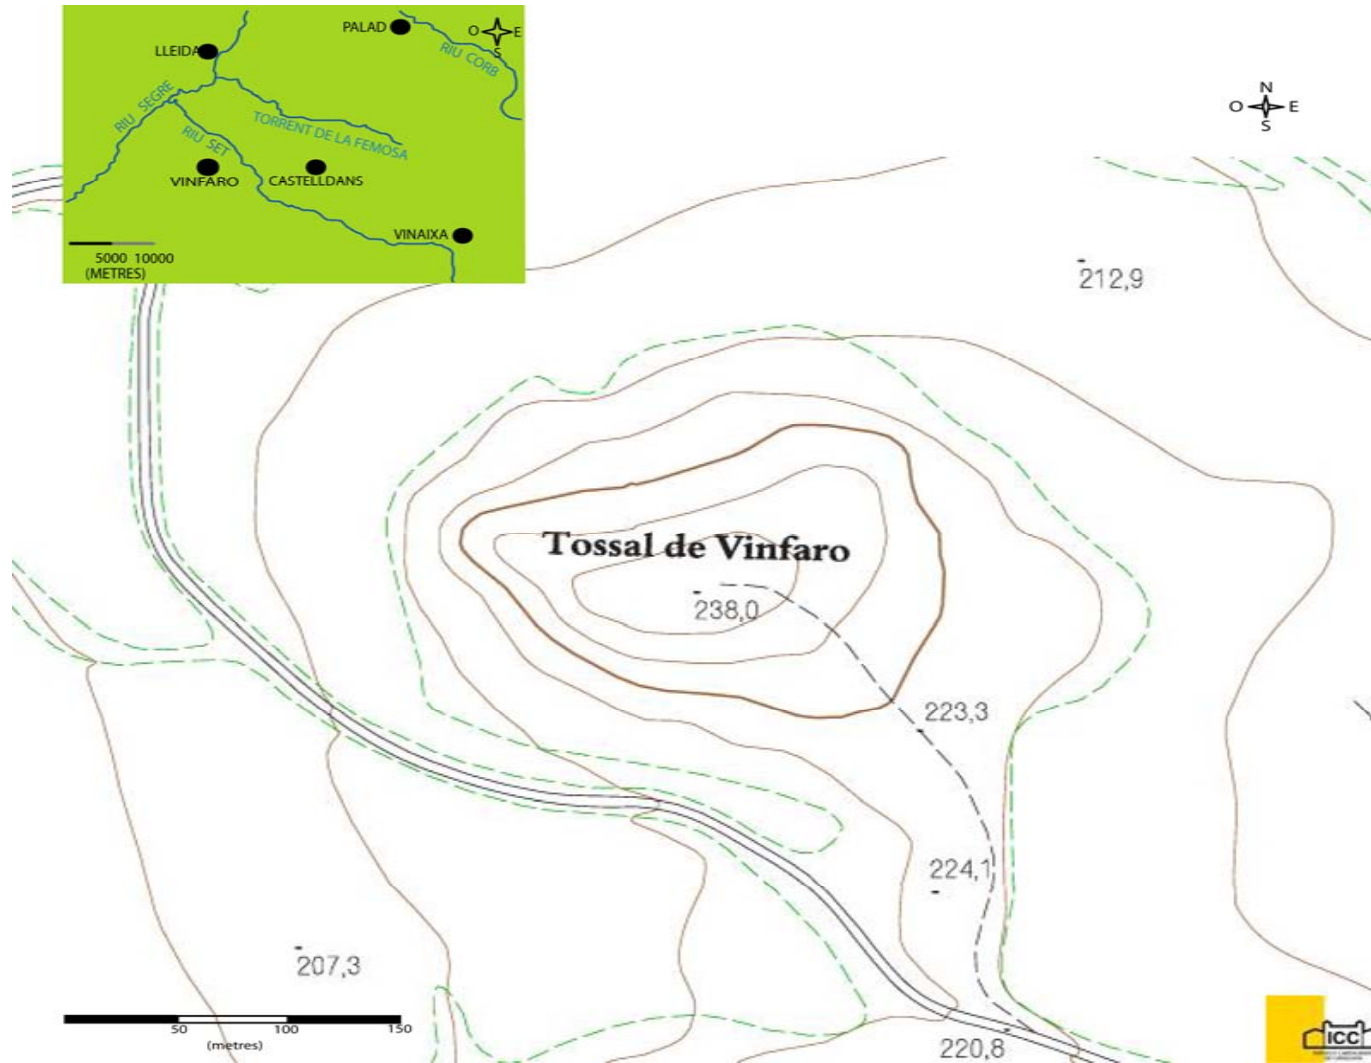 PALAD
O E
S
LLEIDA
RIU CORB
RIU SEGRE
TORRENT DE LA FEMOSA
RIU SET
VINFARO
CASTELLDANS
VINAIXA
5000 10000
(METRES)
N
O E
S
212,9
Tossal de Vinfaro
238,0
223,3
224,1
207,3
50 100 150
(metres)
220,8
ICC